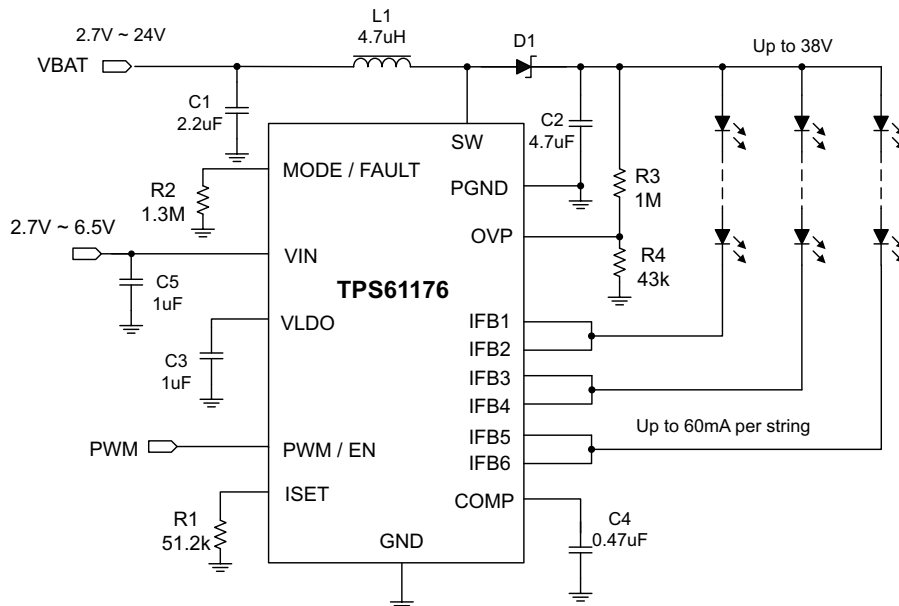 2.7V ~ 24V
VBAT
L1
4.7uH
D1
Up to 38V
C1
2.2uF
C2
4.7uF
SW
MODE / FAULT
R2
1.3M
PGND
R3
1M
2.7V ~ 6.5V
VIN
OVP
R4
43k
C5
1uF
TPS61176
VLDO
C3
1uF
IFB1
IFB2
IFB3
IFB4
IFB5
IFB6
Up to 60mA per string
PWM
PWM / EN
ISET
R1
51.2k
COMP
C4
0.47uF
GND